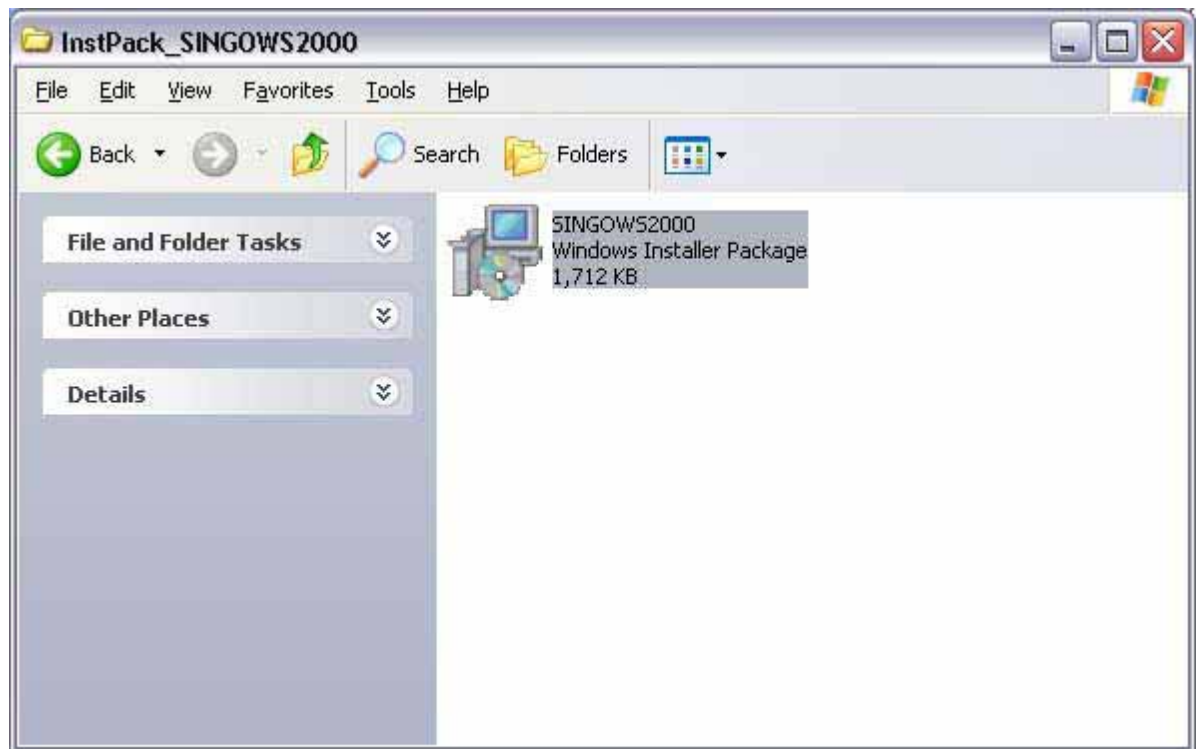 InstPack_SINGOWS2000
File Edit View Favorites Tools Help
Back Search Folders
File and Folder Tasks
Other Places
Details
SINGOWS2000
Windows Installer Package
1,712 KB